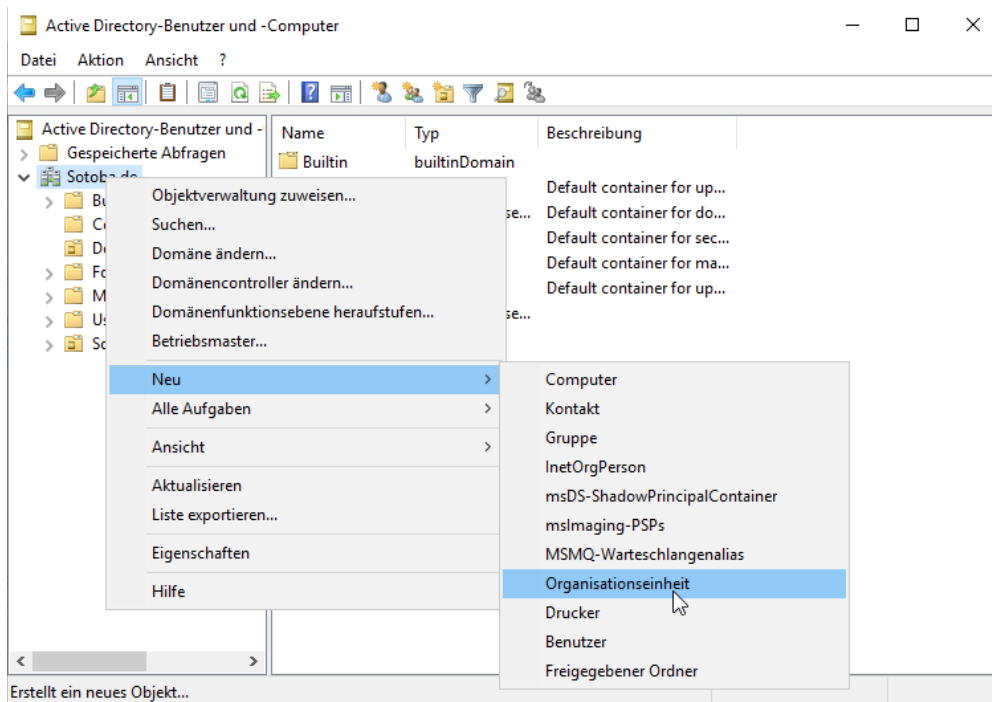 Active Directory-Benutzer und -Computer
Datei Aktion Ansicht ?
Active Directory-Benutzer und -
Gespeicherte Abfragen
Sotoba.de
Name Typ Beschreibung
Builtin builtinDomain
Default container for up...
Default container for do...
Default container for sec...
Default container for ma...
Default container for up...
Objektverwaltung zuweisen...
Suchen...
Domäne ändern...
Domänencontroller ändern...
Domänenfunktionsebene heraufstufen...
Betriebsmaster...
Neu
Alle Aufgaben
Ansicht
Aktualisieren
Liste exportieren...
Eigenschaften
Hilfe
Computer
Kontakt
Gruppe
InetOrgPerson
msDS-ShadowPrincipalContainer
msImaging-PSPs
MSMQ-Warteschlangenalias
Organisationseinheit
Drucker
Benutzer
Freigegebener Ordner
Erstellt ein neues Objekt...